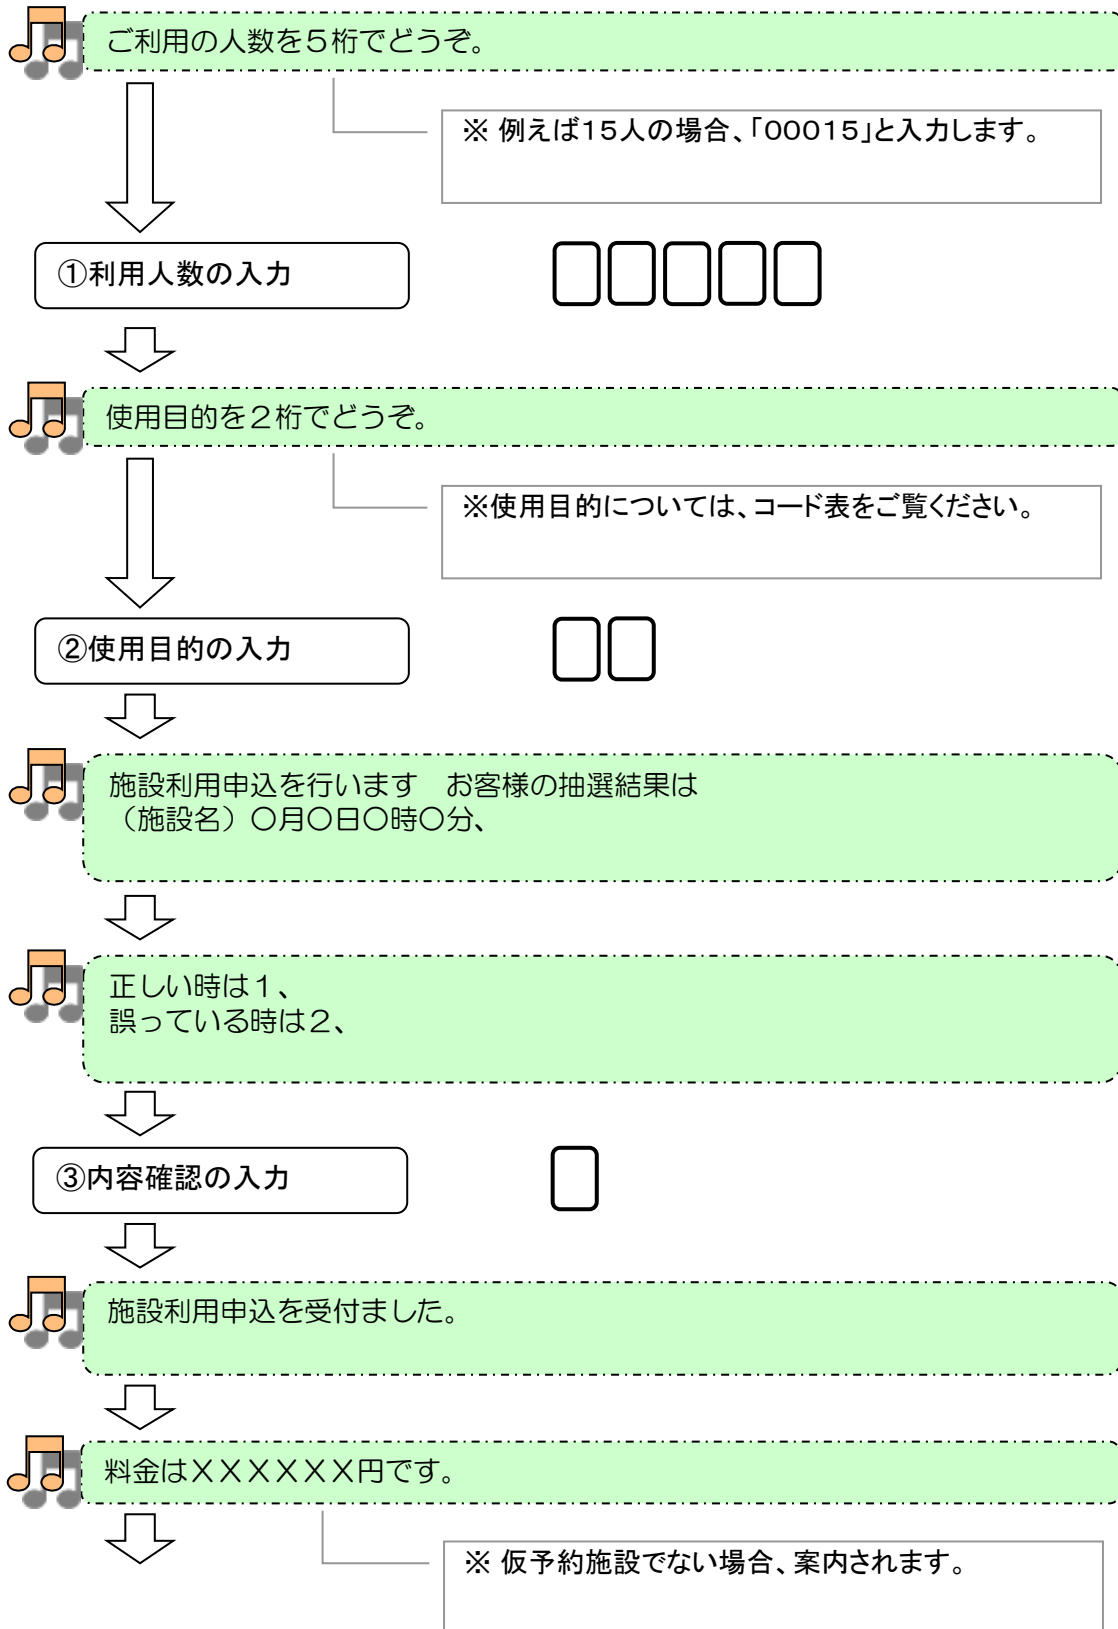 ご利用の人数を５桁でどうぞ。
※ 例えば１５人の場合、「０００１５」と入力します。
①利用人数の入力
使用目的を２桁でどうぞ。
※使用目的については、コード表をご覧ください。
②使用目的の入力
施設利用申込を行います　お客様の抽選結果は
（施設名）〇月〇日〇時〇分、
正しい時は１、
誤っている時は２、
③内容確認の入力
施設利用申込を受付ました。
料金はＸＸＸＸＸＸ円です。
※ 仮予約施設でない場合、案内されます。